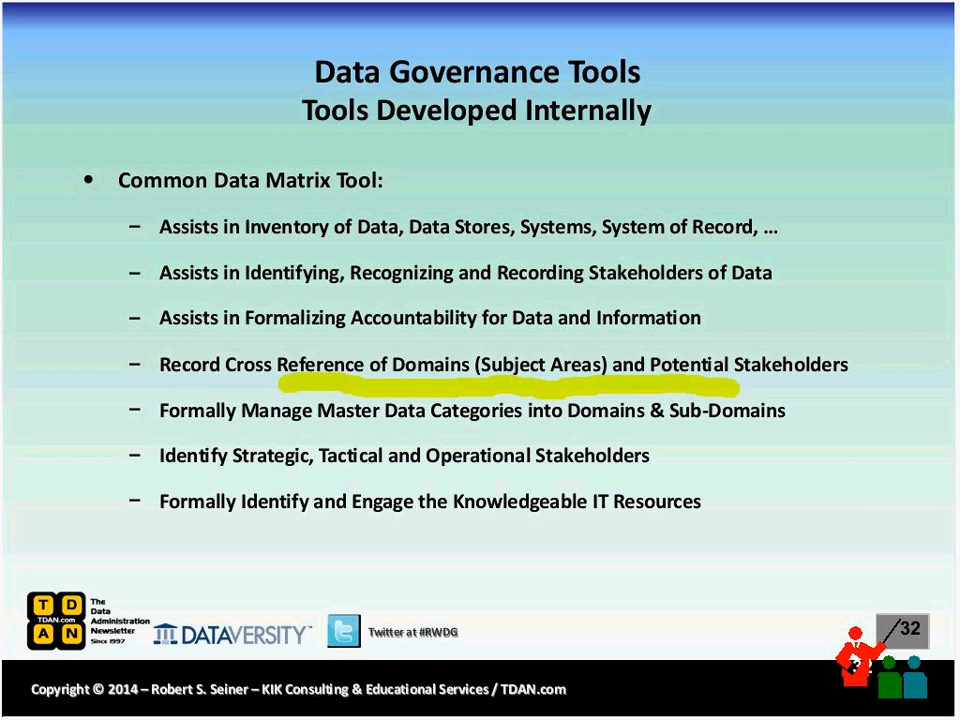 Data Governance Tools
Tools Developed Internally
• Common Data Matrix Tool:
– Assists in Inventory of Data, Data Stores, Systems, System of Record, …
– Assists in Identifying, Recognizing and Recording Stakeholders of Data
– Assists in Formalizing Accountability for Data and Information
– Record Cross Reference of Domains (Subject Areas) and Potential Stakeholders
– Formally Manage Master Data Categories into Domains & Sub-Domains
– Identify Strategic, Tactical and Operational Stakeholders
– Formally Identify and Engage the Knowledgeable IT Resources
T D
TDAN.com
A N
The
Data
Administration
Newsletter
Since 1997
DATAVERSITY
Twitter at #RWDG
/32
Copyright © 2014 – Robert S. Seiner – KIK Consulting & Educational Services / TDAN.com